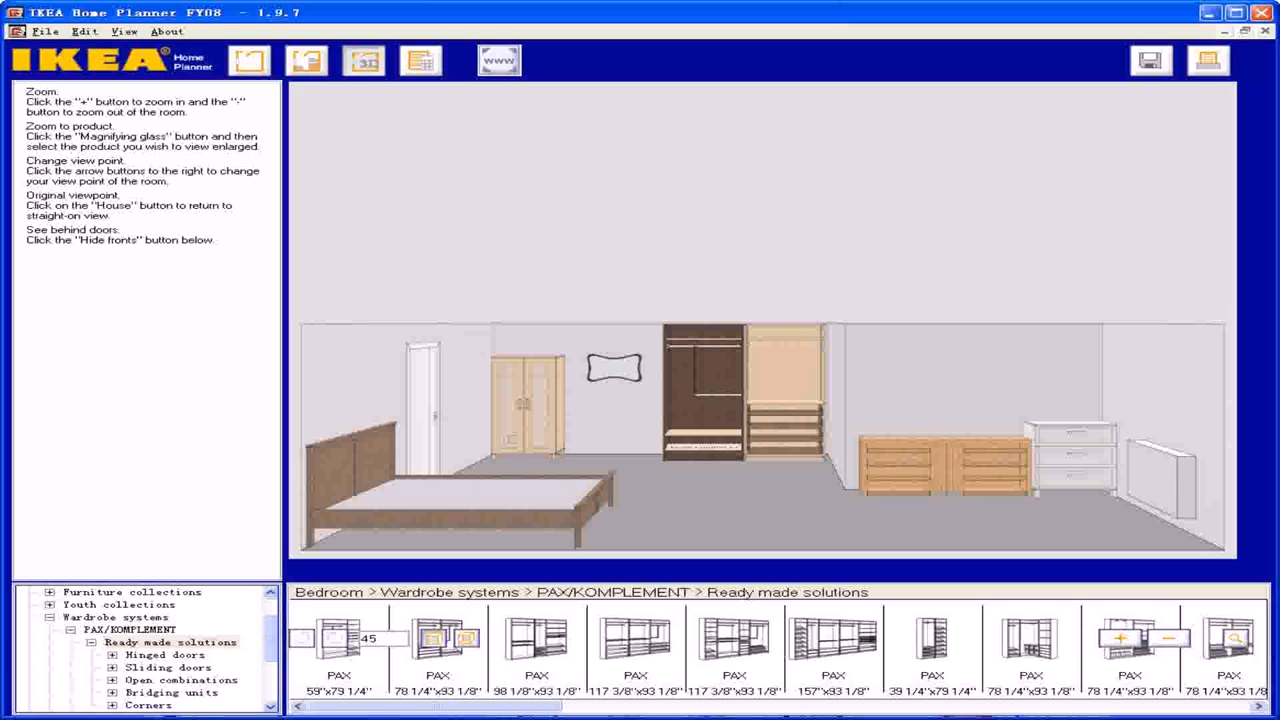 IKEA Home Planner FY08 - 1.9.7
File Edit View About
IKEA® Home Planner
3D
WWW
Zoom.
Click the "+" button to zoom in and the "-"
button to zoom out of the room.
Zoom to product.
Click the "Magnifying glass" button and then
select the product you wish to view enlarged.
Change view point.
Click the arrow buttons to the right to change
your view point of the room.
Original viewpoint.
Click on the "House" button to return to
straight-on view.
See behind doors.
Click the "Hide fronts" button below.
Furniture collections
Youth collections
Wardrobe systems
PAX/KOMPLEMENT
Ready made solutions
Hinged doors
Sliding doors
Open combinations
Bridging units
Corners
Bedroom > Wardrobe systems > PAX/KOMPLEMENT > Ready made solutions
45
PAX PAX PAX PAX PAX PAX PAX PAX PAX PAX
59"x79 1/4" 78 1/4"x93 1/8" 98 1/8"x93 1/8" 117 3/8"x93 1/8" 117 3/8"x93 1/8" 157"x93 1/8" 39 1/4"x79 1/4" 78 1/4"x93 1/8" 78 1/4"x93 1/8" 78 1/4"x93 1/8